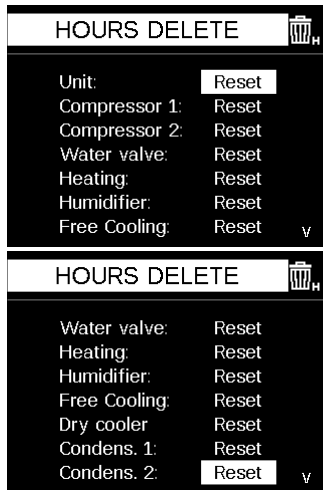 HOURS DELETE
H
Unit: Reset
Compressor 1: Reset
Compressor 2: Reset
Water valve: Reset
Heating: Reset
Humidifier: Reset
Free Cooling: Reset
v
HOURS DELETE
H
Water valve: Reset
Heating: Reset
Humidifier: Reset
Free Cooling: Reset
Dry cooler Reset
Condens. 1: Reset
Condens. 2: Reset
v